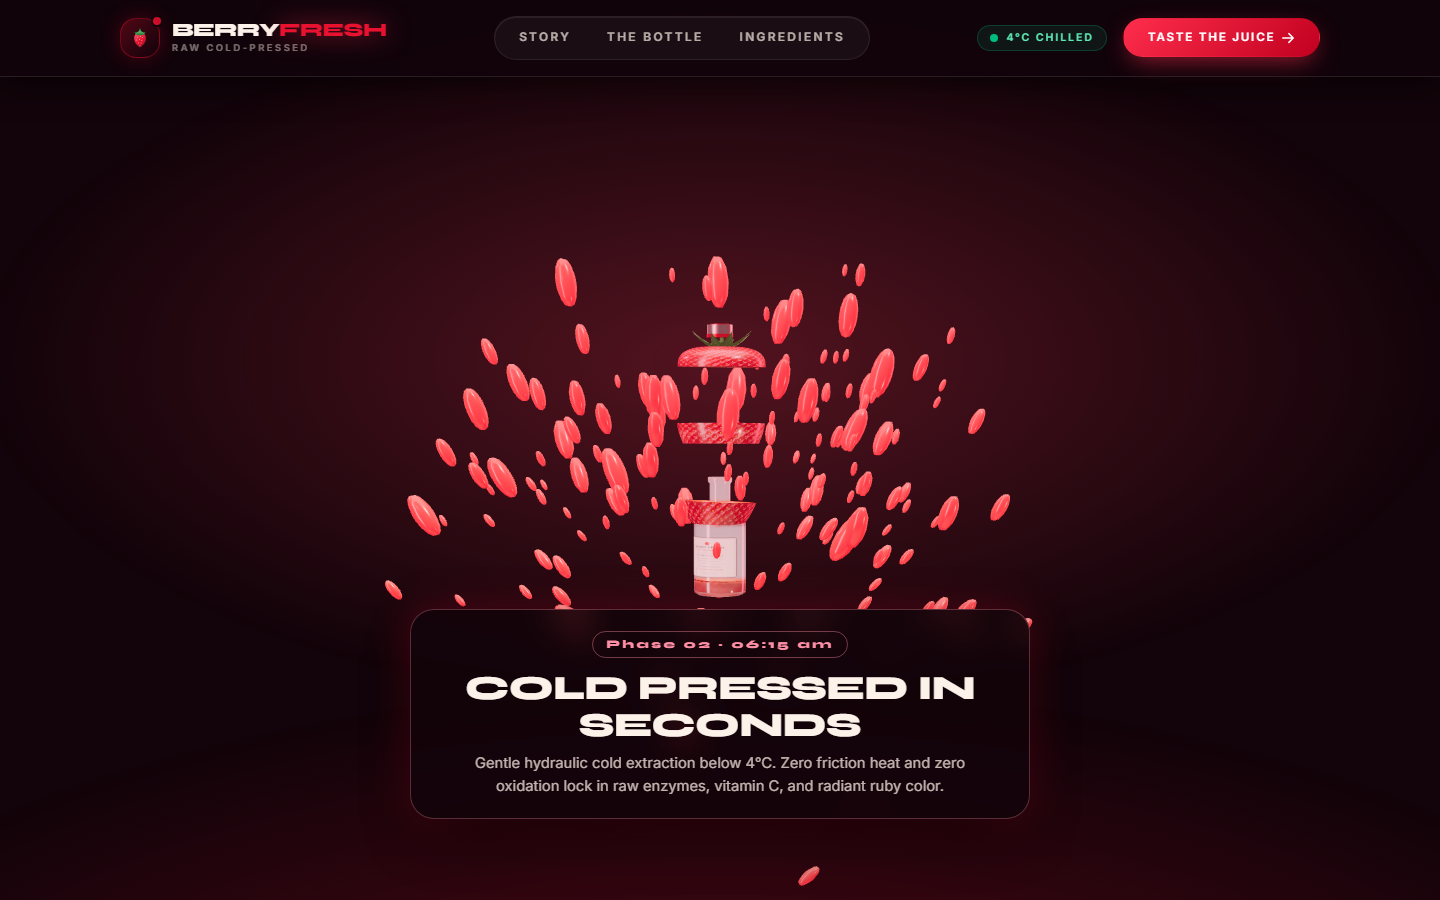 BERRYFRESH
RAW COLD-PRESSED
STORY
THE BOTTLE
INGREDIENTS
4°C CHILLED
TASTE THE JUICE →
Phase 02 · 06:15 am
COLD PRESSED IN
SECONDS
Gentle hydraulic cold extraction below 4°C. Zero friction heat and zero
oxidation lock in raw enzymes, vitamin C, and radiant ruby color.